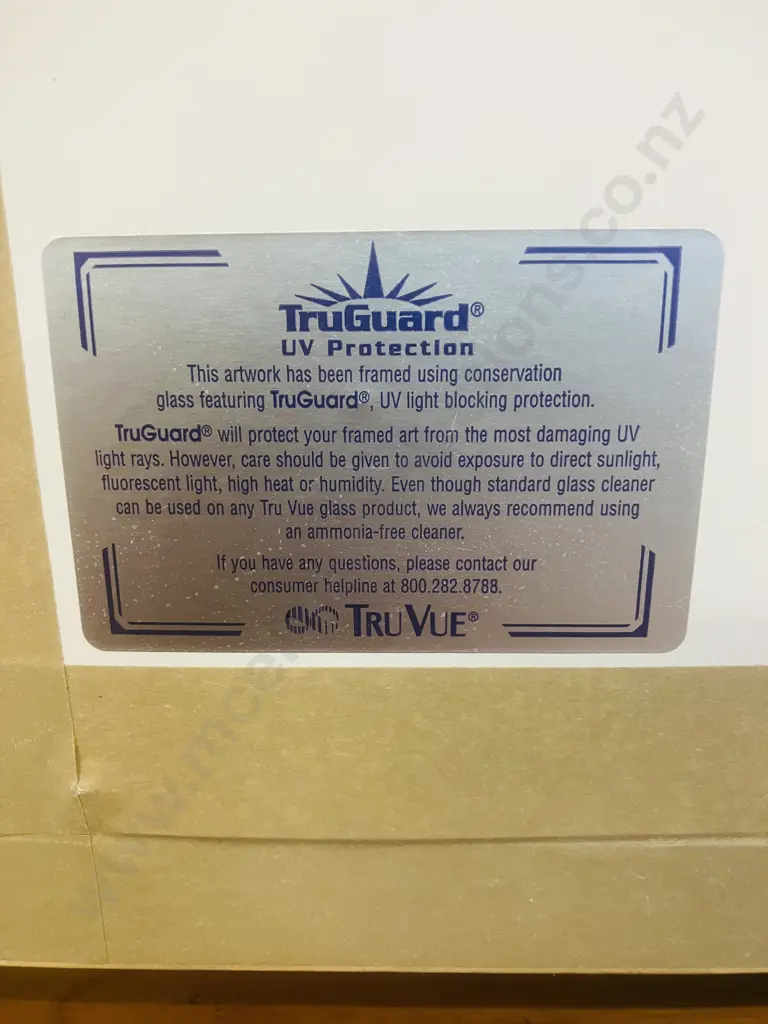 TruGuard®
UV Protection
This artwork has been framed using conservation
glass featuring TruGuard®, UV light blocking protection.
TruGuard® will protect your framed art from the most damaging UV
light rays. However, care should be given to avoid exposure to direct sunlight,
fluorescent light, high heat or humidity. Even though standard glass cleaner
can be used on any Tru Vue glass product, we always recommend using
an ammonia-free cleaner.
If you have any questions, please contact our
consumer helpline at 800.282.8788.
TRU VUE®